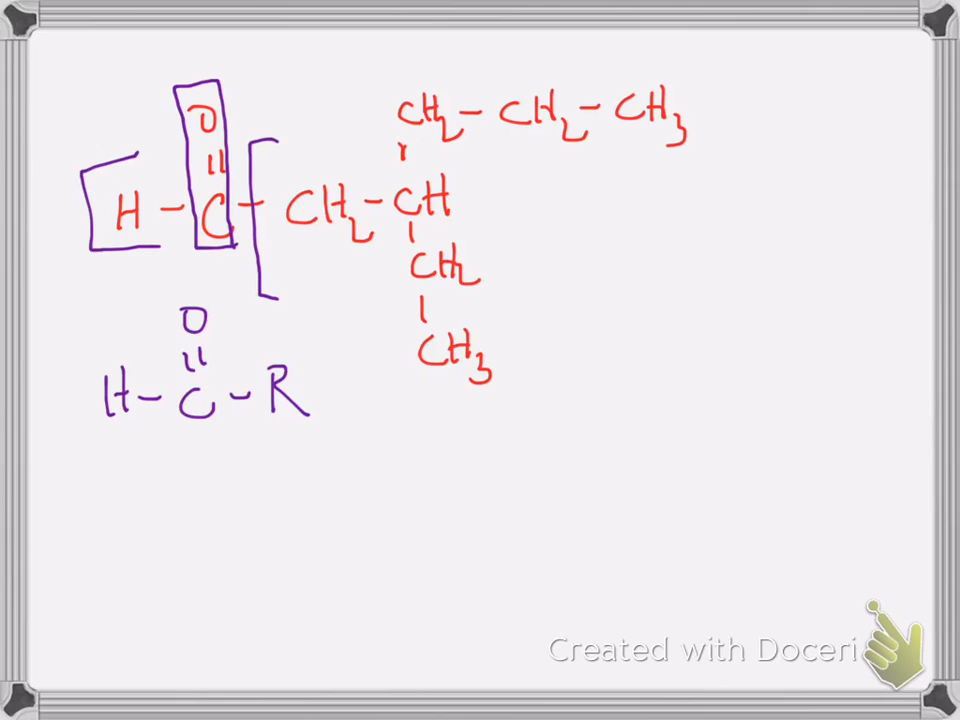 CH2-CH2-CH3
O
H-C-CH2-CH
CH2
CH3
O
H-C-R
Created with Doceri